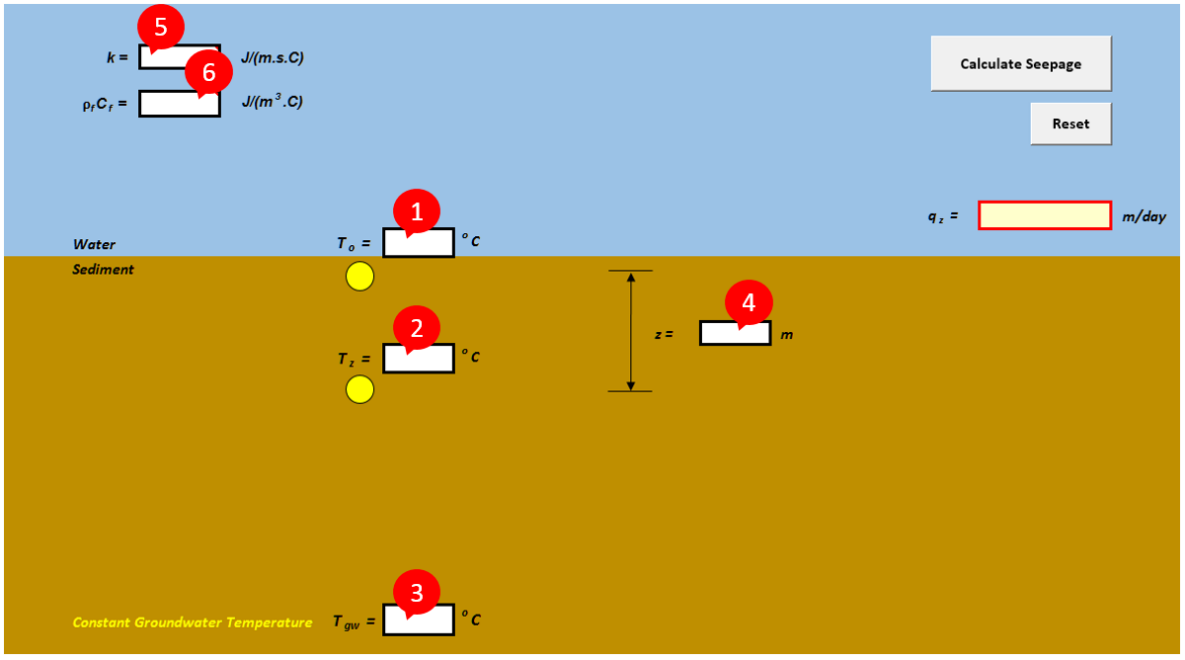 5
k = J/(m.s.C)
6
ρfCf = J/(m³.C)
Calculate Seepage
Reset
1
qz = m/day
Water
To = °C
Sediment
4
2
z = m
Tz = °C
3
Constant Groundwater Temperature Tgw = °C